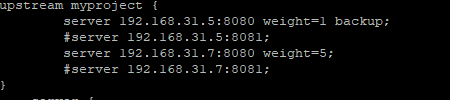 upstream myproject {
server 192.168.31.5:8080 weight=1 backup;
#server 192.168.31.5:8081;
server 192.168.31.7:8080 weight=5;
#server 192.168.31.7:8081;
}
server {